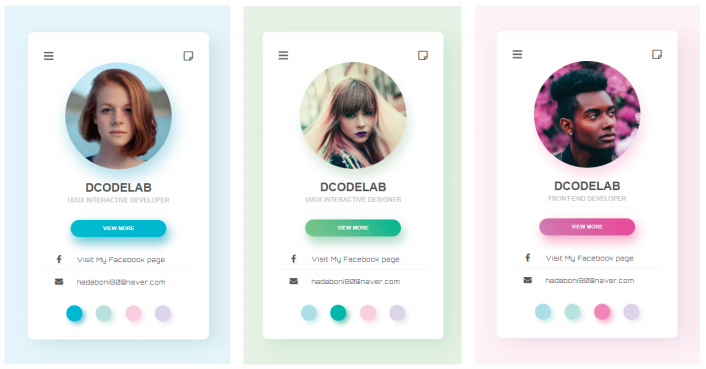 DCODELAB
UI/UX INTERACTIVE DEVELOPER
VIEW MORE
Visit My Facebook page.
hadaboni80@naver.com
DCODELAB
UI/UX INTERACTIVE DESIGNER
VIEW MORE
Visit My Facebook page.
hadaboni80@naver.com
DCODELAB
FRONT-END DEVELOPER
VIEW MORE
Visit My Facebook page.
hadaboni80@naver.com